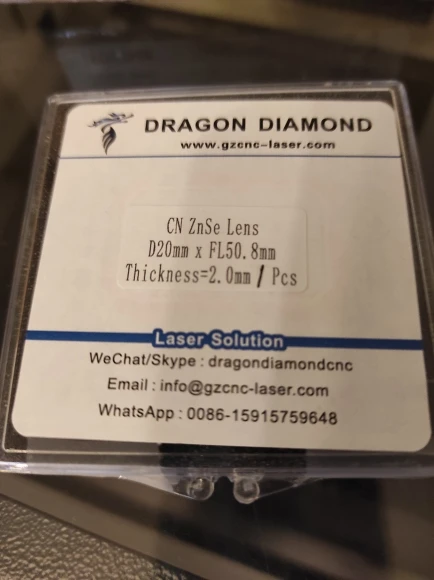 DRAGON DIAMOND
www.gzcnc-laser.com
CN ZnSe Lens
D20mm x FL50.8mm
Thickness=2.0mm / Pcs
Laser Solution
WeChat/Skype : dragondiamondcnc
Email : info@gzcnc-laser.com
WhatsApp : 0086-15915759648